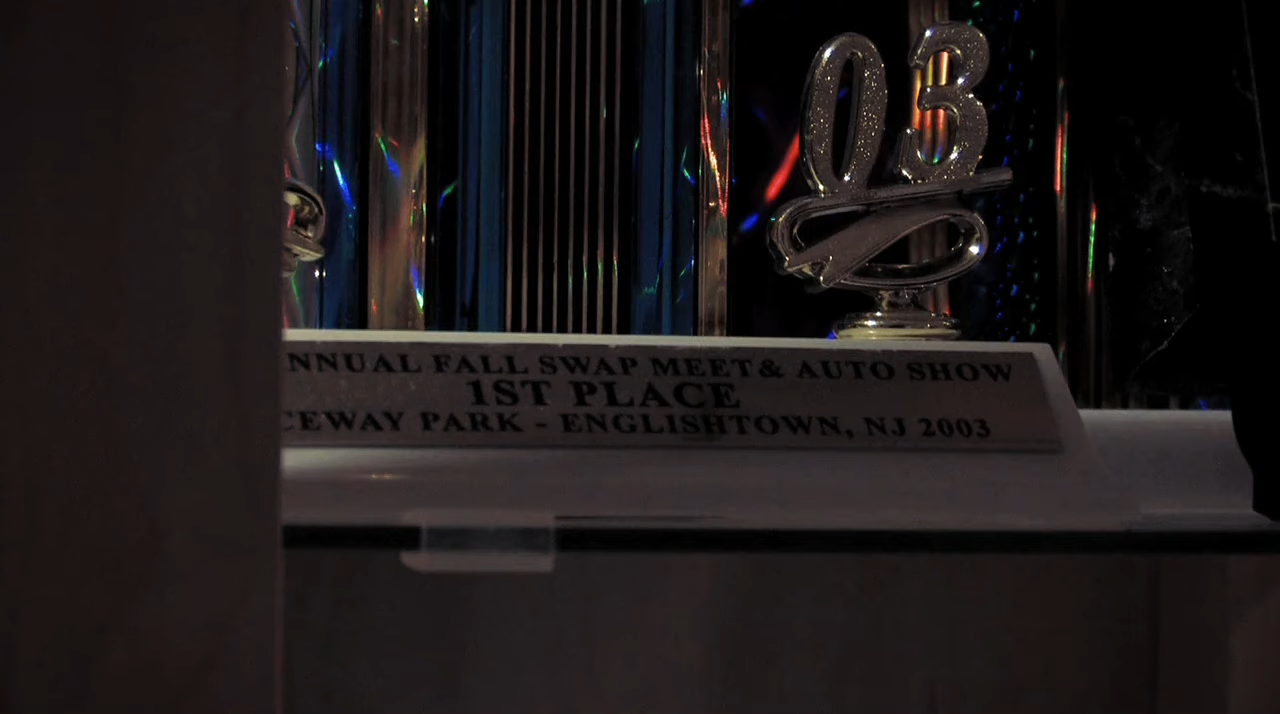 03
NNUAL FALL SWAP MEET & AUTO SHOW
1ST PLACE
CEWAY PARK - ENGLISHTOWN, NJ 2003